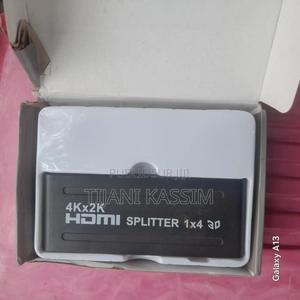 TIJANI KASSIM
4Kx2K
HDMI SPLITTER 1x4 3D
Galaxy A13